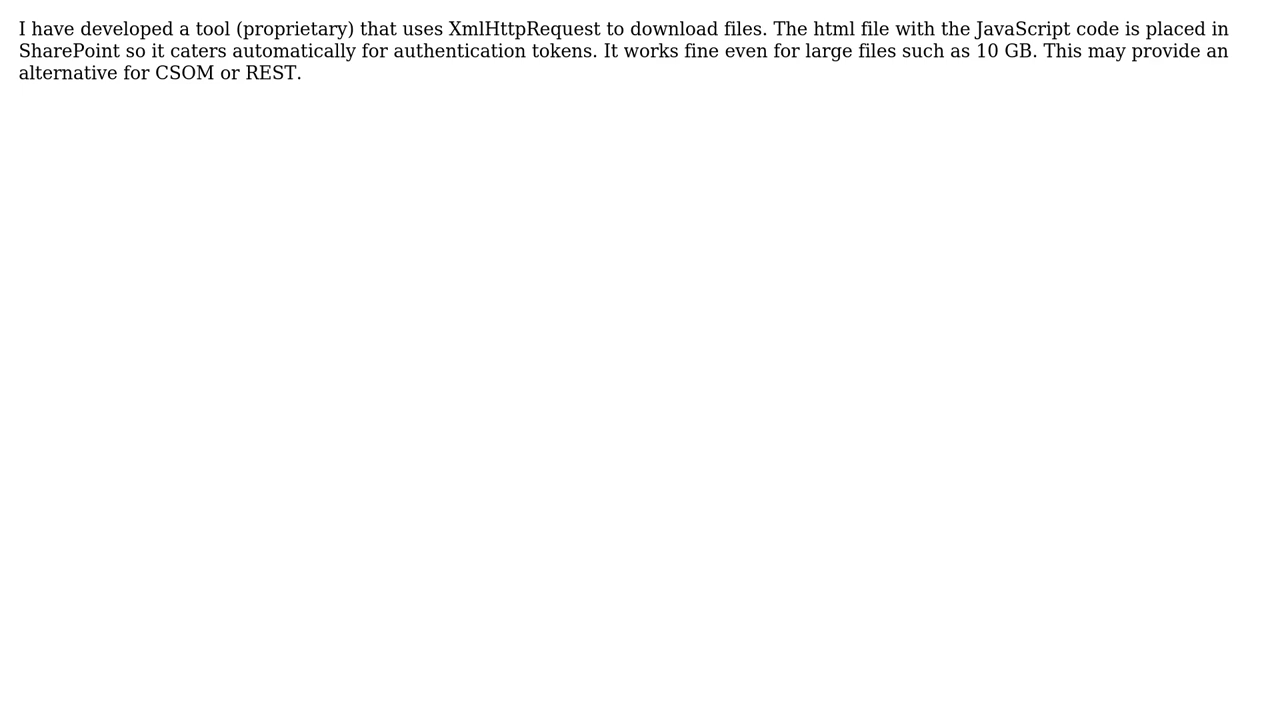 I have developed a tool (proprietary) that uses XmlHttpRequest to download files. The html file with the JavaScript code is placed in
SharePoint so it caters automatically for authentication tokens. It works fine even for large files such as 10 GB. This may provide an
alternative for CSOM or REST.